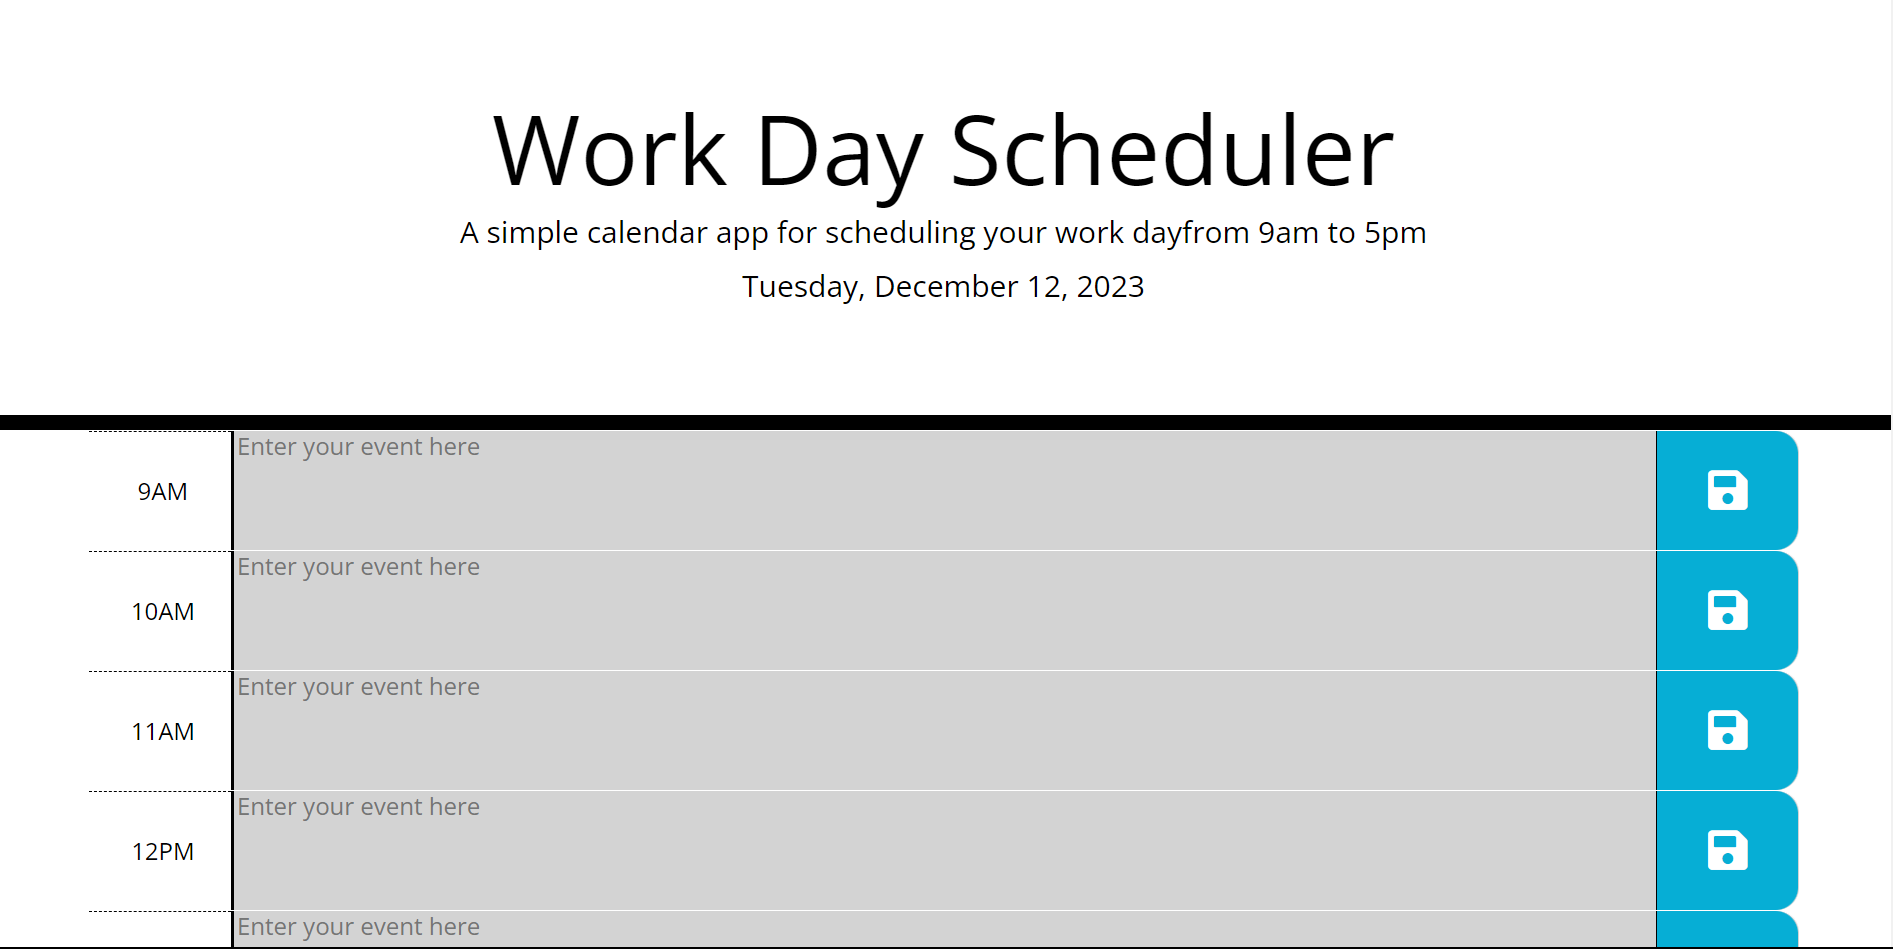 Work Day Scheduler
A simple calendar app for scheduling your work dayfrom 9am to 5pm
Tuesday, December 12, 2023
Enter your event here
9AM
Enter your event here
10AM
Enter your event here
11AM
Enter your event here
12PM
Enter your event here